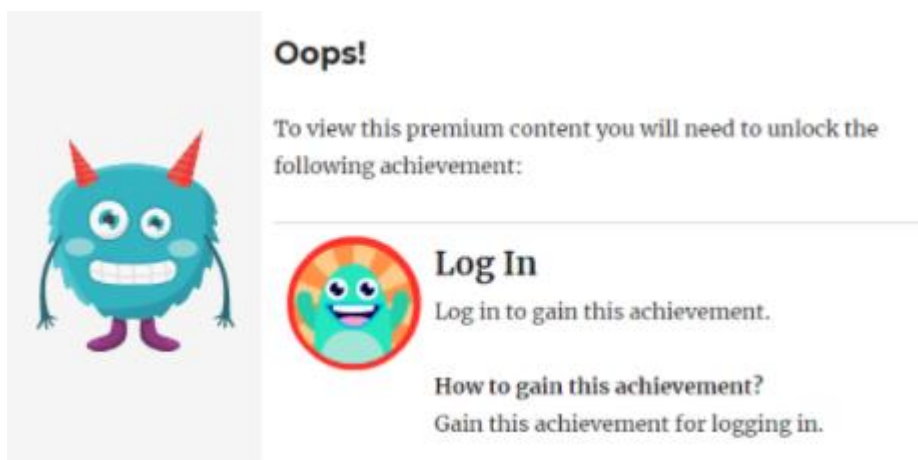 Oops!
To view this premium content you will need to unlock the
following achievement:
Log In
Log in to gain this achievement.
How to gain this achievement?
Gain this achievement for logging in.